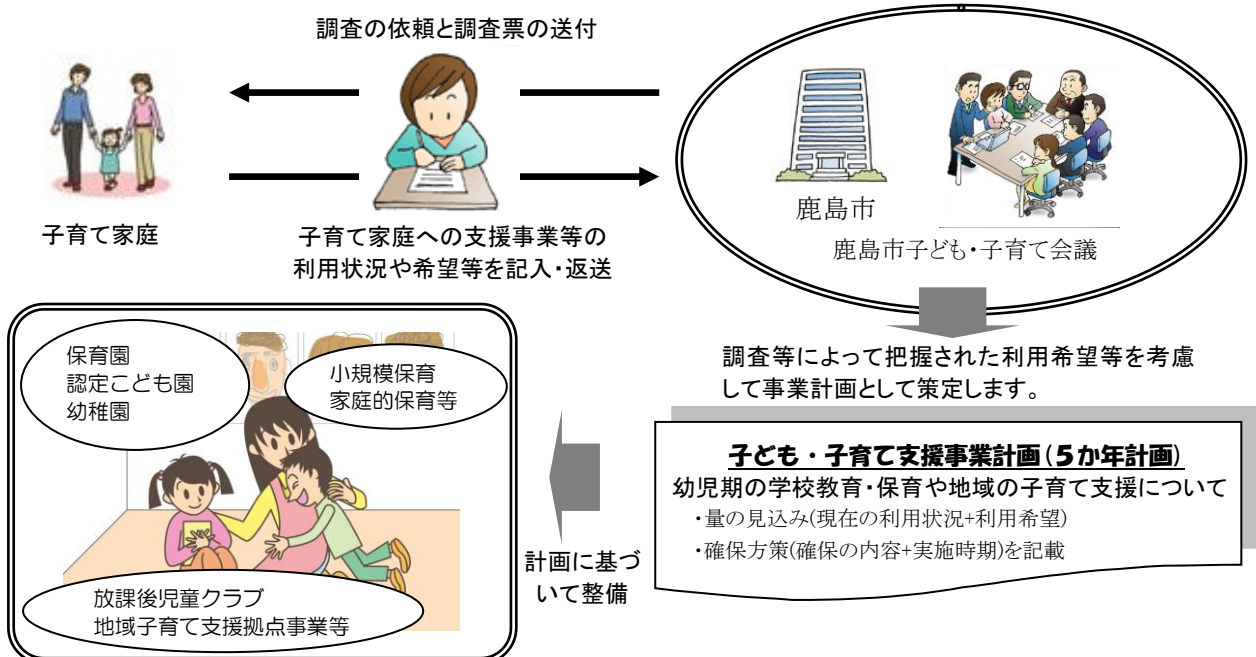 調査の依頼と調査票の送付
子育て家庭
子育て家庭への支援事業等の
利用状況や希望等を記入・返送
鹿島市
鹿島市子ども・子育て会議
調査等によって把握された利用希望等を考慮
して事業計画として策定します。
子ども・子育て支援事業計画(５か年計画)
幼児期の学校教育・保育や地域の子育て支援について
・量の見込み(現在の利用状況+利用希望)
・確保方策(確保の内容+実施時期)を記載
計画に基づ
いて整備
保育園
認定こども園
幼稚園
小規模保育
家庭的保育等
放課後児童クラブ
地域子育て支援拠点事業等